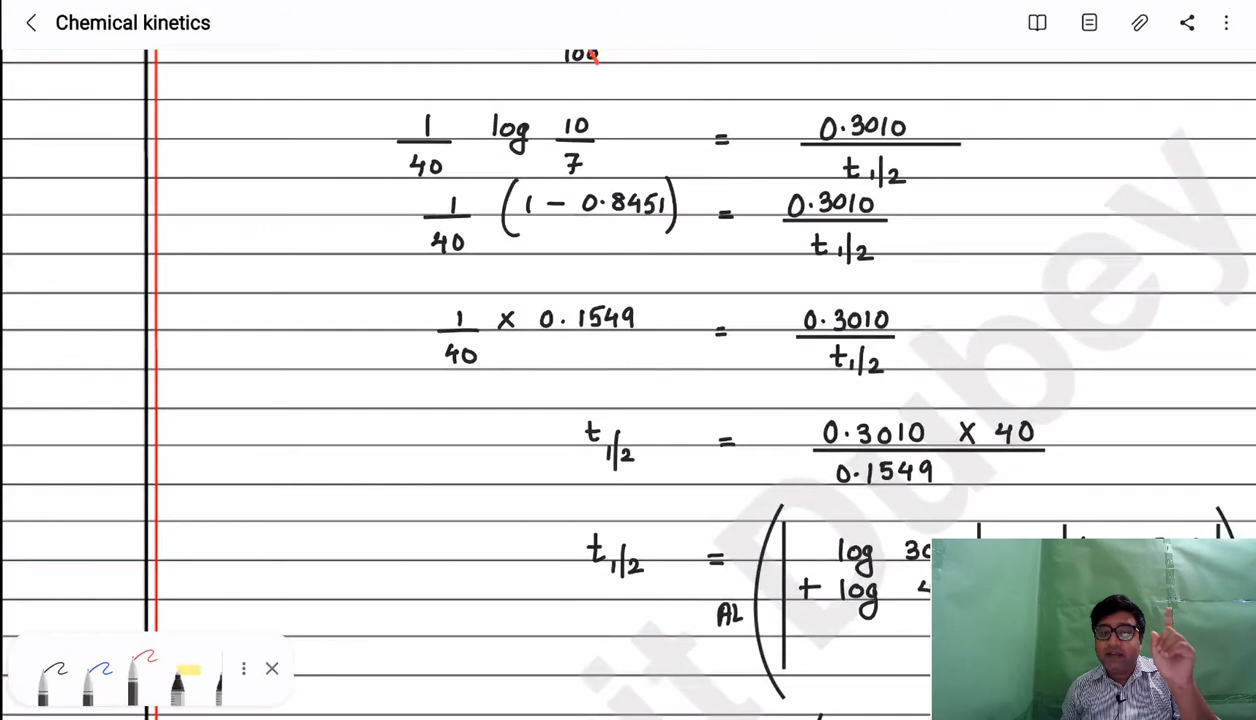 Chemical kinetics
1/40 log 10/7 = 0.3010/t1/2
1/40 (1 - 0.8451) = 0.3010/t1/2
1/40 × 0.1549 = 0.3010/t1/2
t1/2 = 0.3010 × 40/0.1549
t1/2 = AL ( log
+ log
it Dubey